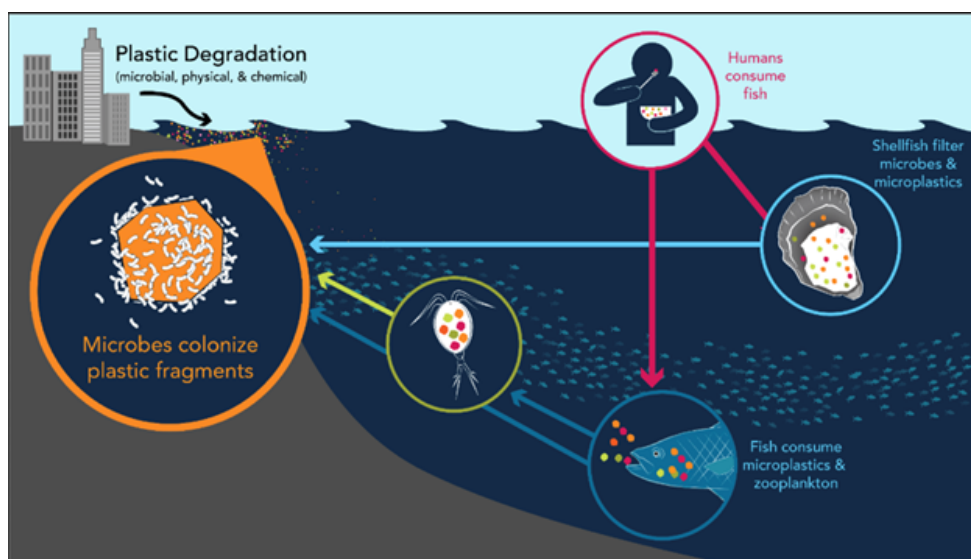 Plastic Degradation
(microbial, physical, & chemical)
Humans
consume
fish
Shellfish filter
microbes &
microplastics
Microbes colonize
plastic fragments
Fish consume
microplastics &
zooplankton